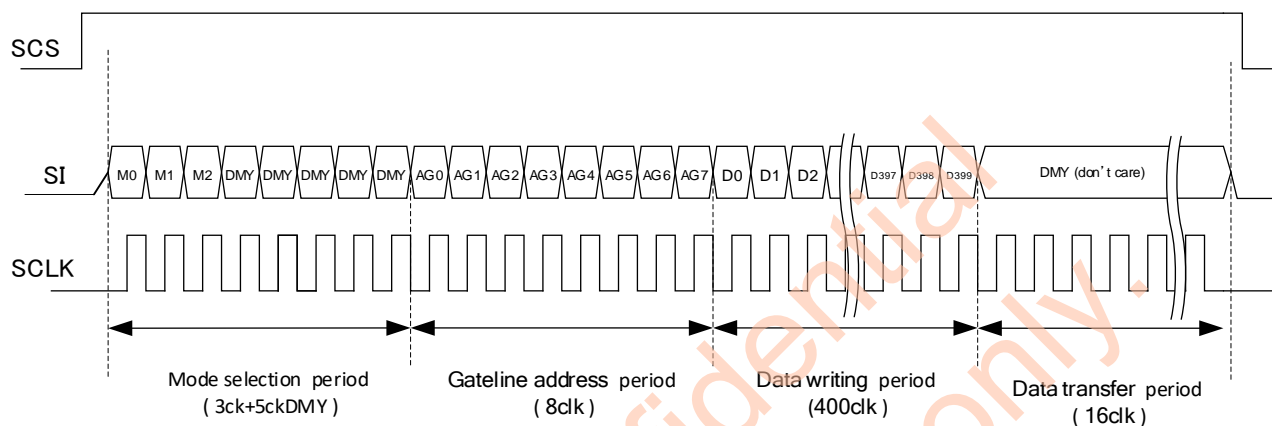 SCS
SI
M0 M1 M2 DMY DMY DMY DMY DMY AG0 AG1 AG2 AG3 AG4 AG5 AG6 AG7 D0 D1 D2 D397 D398 D399 DMY (don't care)
SCLK
Mode selection period
( 3ck+5ckDMY)
Gateline address period
( 8clk )
Data writing period
(400clk)
Data transfer period
( 16clk )
fidential
only.